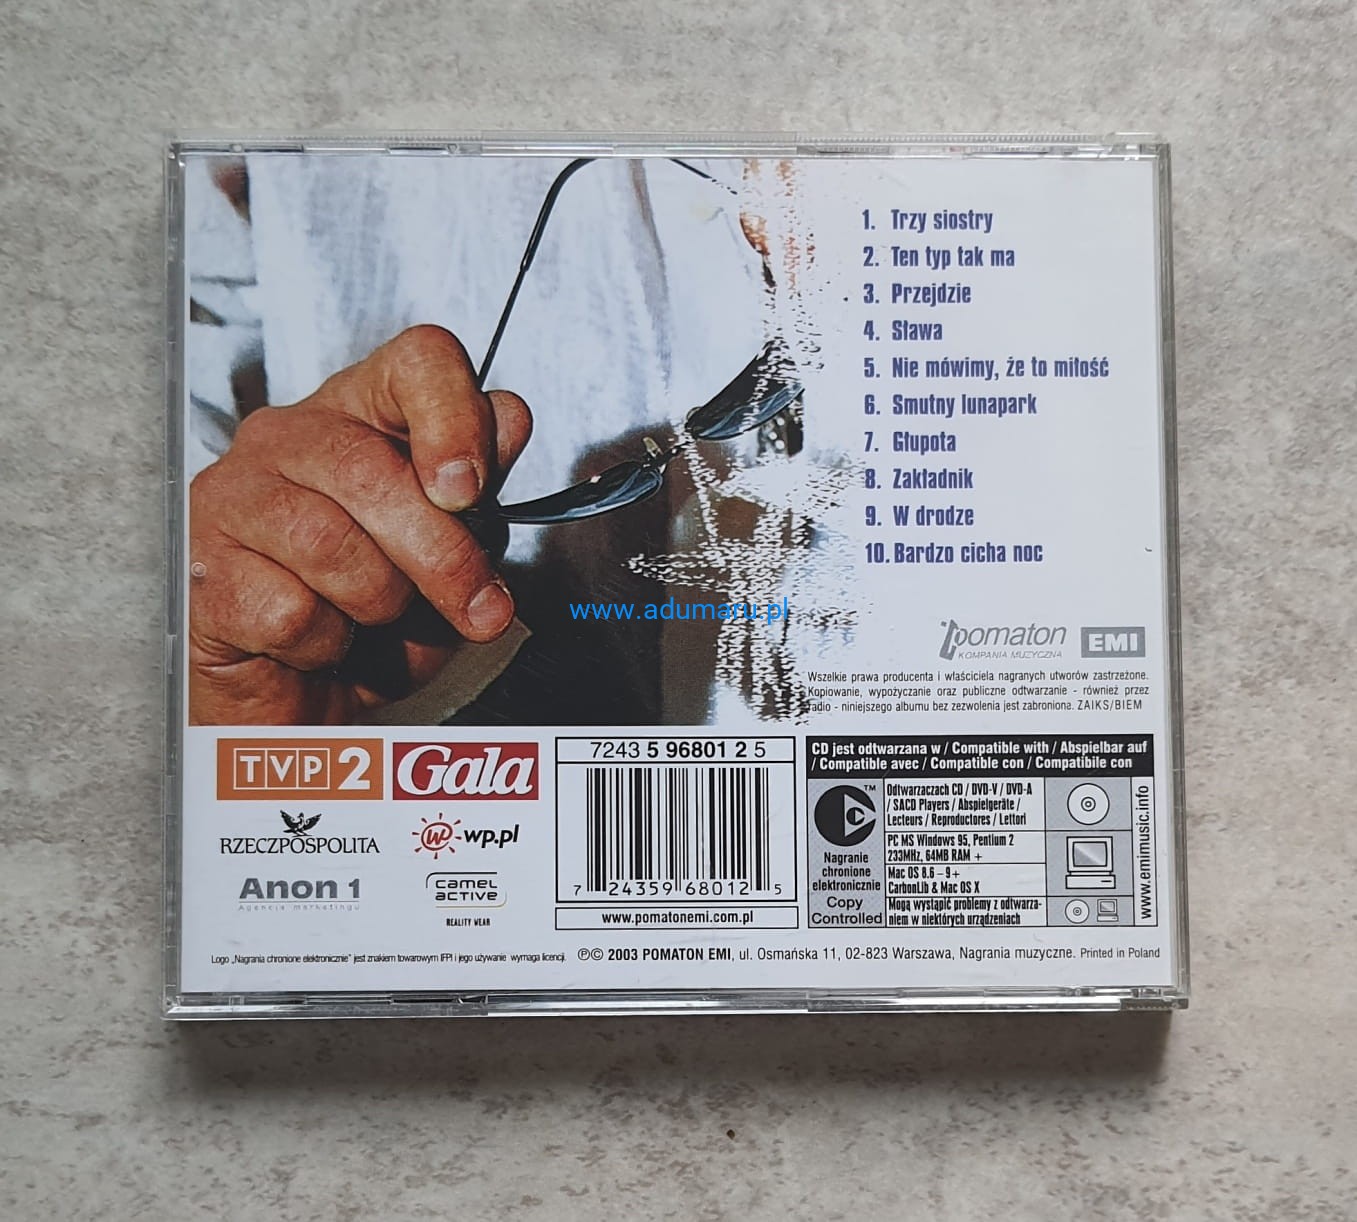 1. Trzy siostry
2. Ten typ tak ma
3. Przejdzie
4. Sława
5. Nie mówimy, że to miłość
6. Smutny lunapark
7. Głupota
8. Zakładnik
9. W drodze
10. Bardzo cicha noc
www.adumaru.pl
pomaton
KOMPANIA MUZYCZNA
EMI
Wszelkie prawa producenta i właściciela nagranych utworów zastrzeżone.
Kopiowanie, wypożyczanie oraz publiczne odtwarzanie - również przez
radio - niniejszego albumu bez zezwolenia jest zabronione. ZAIKS/BIEM
TVP 2
Gala
RZECZPOSPOLITA
w wp.pl
Anon 1
Agencja marketingu
camel
active
REALITY WEAR
7243 5 96801 2 5
7 24359 68012 5
www.pomatonemi.com.pl
CD jest odtwarzana w / Compatible with / Abspielbar auf
/ Compatible avec / Compatible con / Compatibile con
TM
Nagranie
chronione
elektronicznie
Copy
Controlled
Odtwarzaczach CD / DVD-V / DVD-A
/ SACD Players / Abspielgeräte /
Lecteurs / Reproductores / Lettori
PC MS Windows 95, Pentium 2
233MHz, 64MB RAM +
Mac OS 8.6 - 9+
CarbonLib & Mac OS X
Mogą wystąpić problemy z odtwarza-
niem w niektórych urządzeniach
www.emimusic.info
Logo „Nagrania chronione elektronicznie" jest znakiem towarowym IFPI i jego używanie wymaga licencji.
℗© 2003 POMATON EMI, ul. Osmańska 11, 02-823 Warszawa, Nagrania muzyczne. Printed in Poland